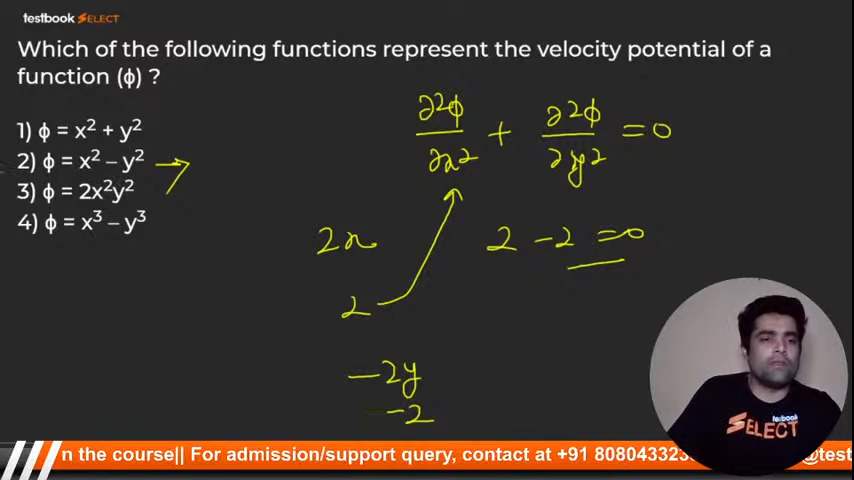 testbook SELECT
Which of the following functions represent the velocity potential of a
function (ϕ) ?
1) ϕ = x² + y²
2) ϕ = x² – y²
3) ϕ = 2x²y²
4) ϕ = x³ – y³
∂²ϕ/∂x² + ∂²ϕ/∂y² = 0
2x
2 - 2 = 0
2
-2y
-2
testbook
SELECT
n the course|| For admission/support query, contact at +91